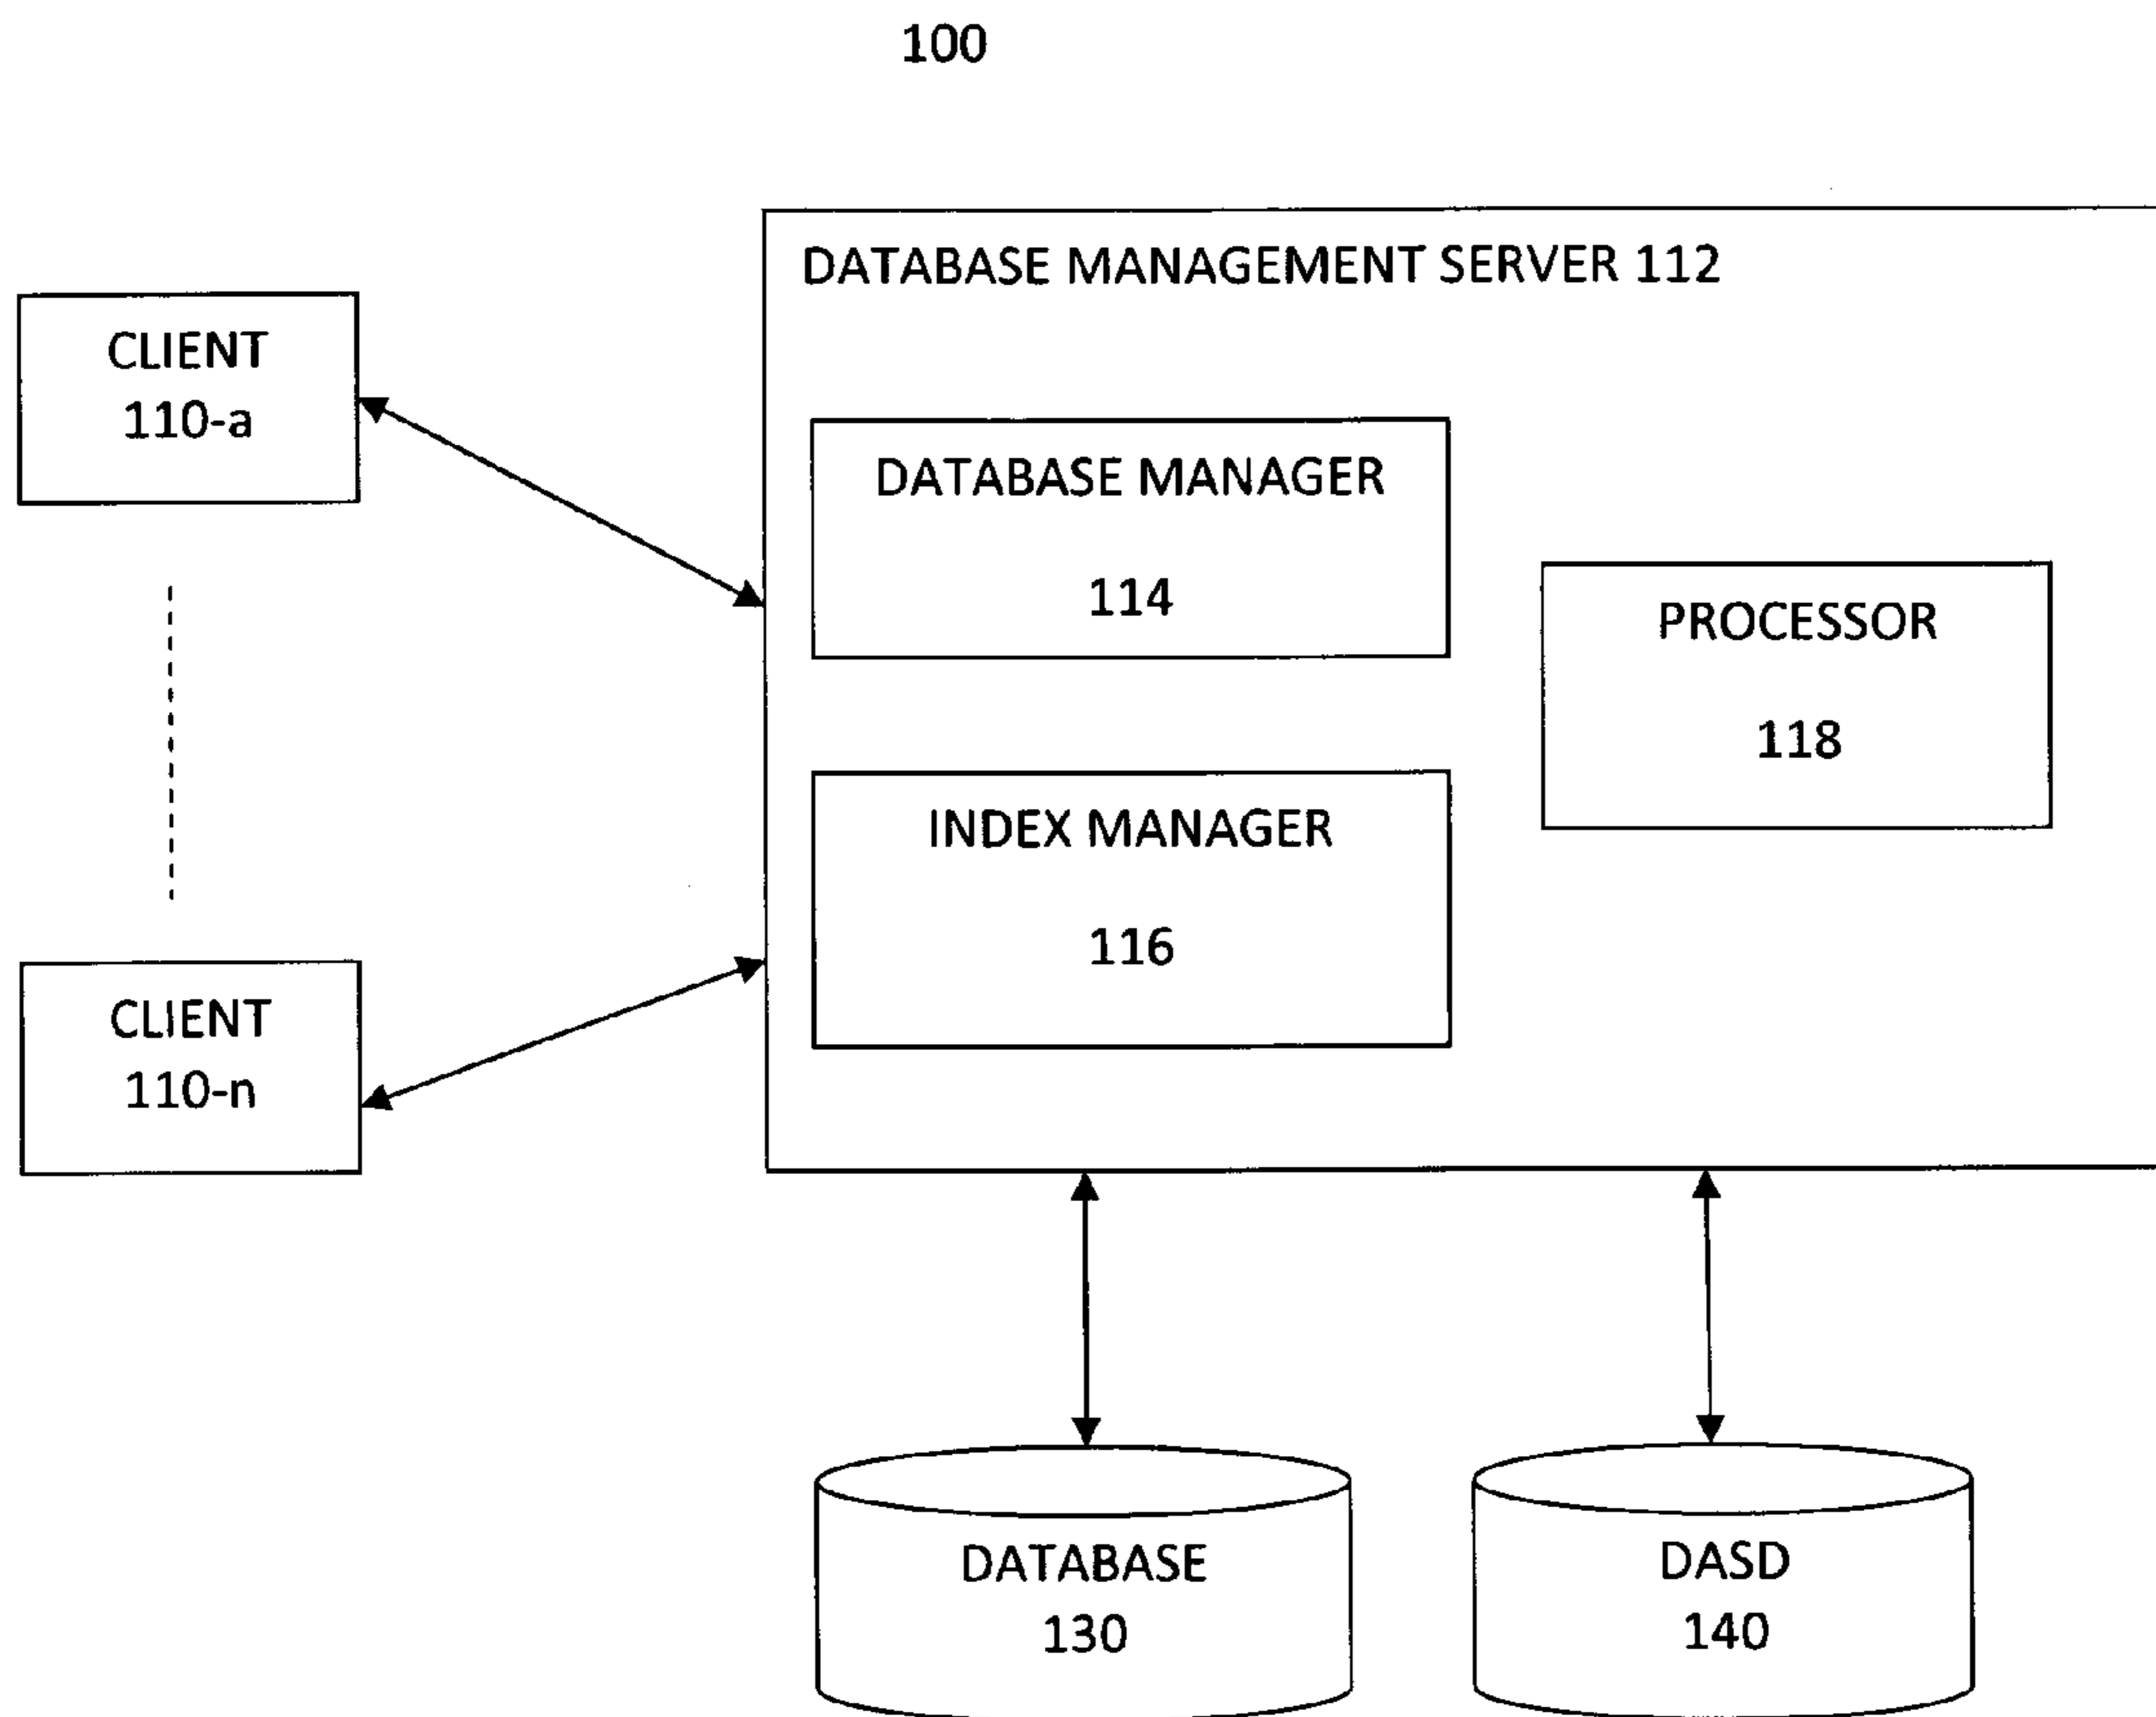 100
DATABASE MANAGEMENT SERVER 112
CLIENT
110-a
DATABASE MANAGER
114
PROCESSOR
118
INDEX MANAGER
116
CLIENT
110-n
DATABASE
130
DASD
140